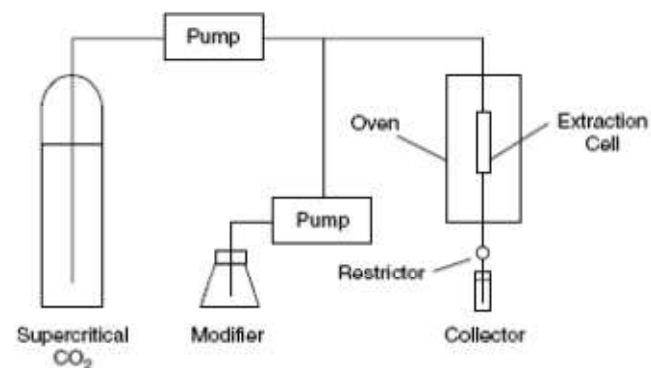 Pump
Oven
Extraction
Cell
Pump
Restrictor
Supercritical
CO₂
Modifier
Collector